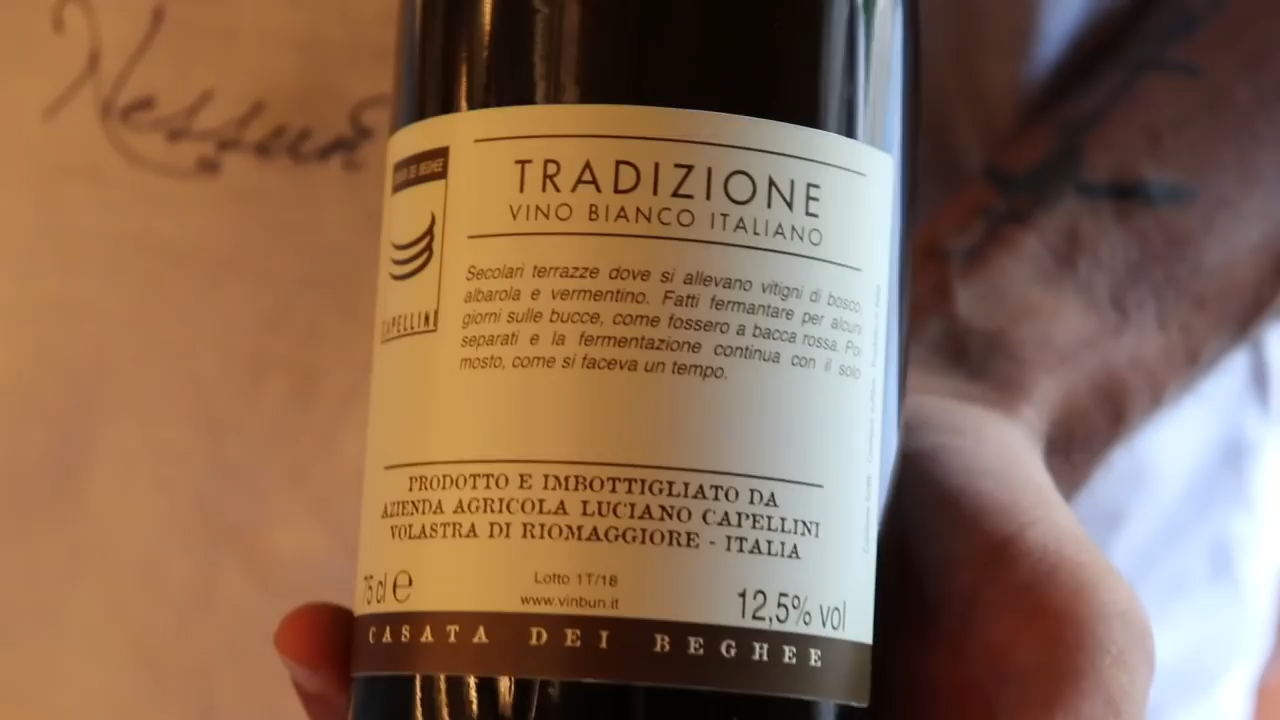 Nessun
TRADIZIONE
VINO BIANCO ITALIANO
DEI BEGHEE
CAPELLINI
Secolari terrazze dove si allevano vitigni di bosco,
albarola e vermentino. Fatti fermantare per alcuni
giorni sulle bucce, come fossero a bacca rossa. Poi
separati e la fermentazione continua con il solo
mosto, come si faceva un tempo.
PRODOTTO E IMBOTTIGLIATO DA
AZIENDA AGRICOLA LUCIANO CAPELLINI
VOLASTRA DI RIOMAGGIORE - ITALIA
75 cl e
Lotto 1T/18
www.vinbun.it
12,5% vol
CASATA DEI BEGHEE